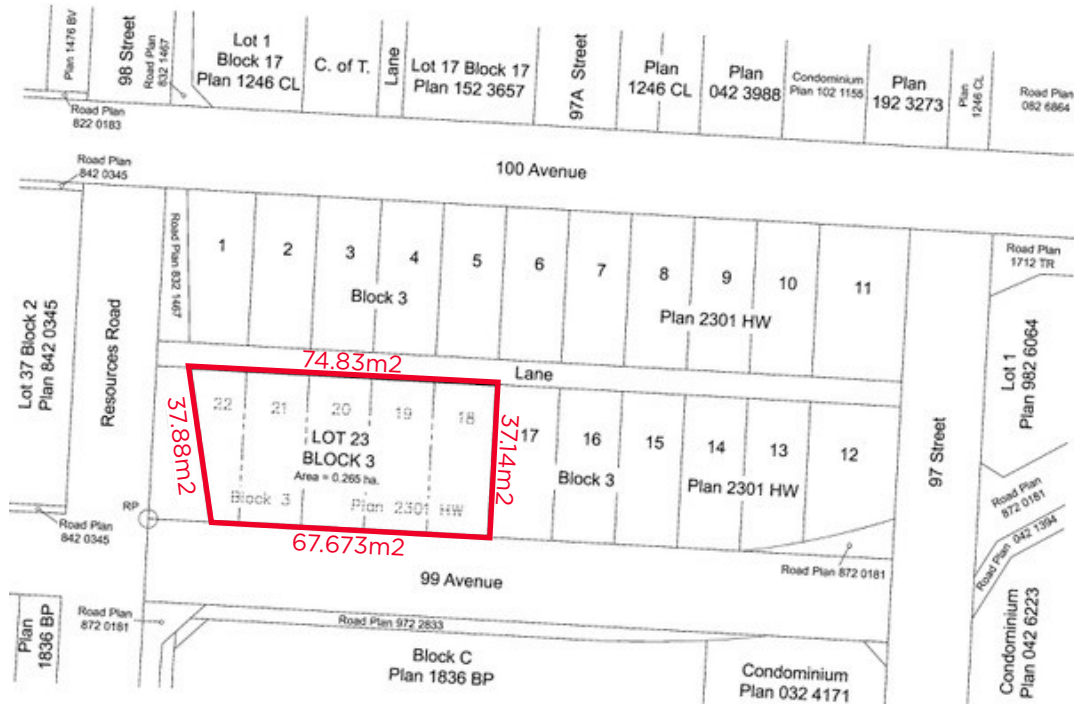 Plan 1476 BV
98 Street
Road Plan
832 1467
Lot 1
Block 17
Plan 1246 CL
C. of T.
Lane
Lot 17 Block 17
Plan 152 3657
97A Street
Plan
1246 CL
Plan
042 3988
Condominium
Plan 102 1155
Plan
192 3273
Plan
1246 CL
Road Plan
082 6864
Road Plan
822 0183
100 Avenue
Road Plan
842 0345
Road Plan 832 1467
1
2
3
4
5
6
7
8
9
10
11
Block 3
Plan 2301 HW
Road Plan
1712 TR
Lot 37 Block 2
Plan 842 0345
Resources Road
Lot 1
Plan 982 6064
74.83m2
Lane
37.88m2
22
21
20
19
18
37.14m2
17
16
15
14
13
12
LOT 23
BLOCK 3
Area = 0.265 ha.
Block 3
Plan 2301 HW
Block 3
Plan 2301 HW
97 Street
Road Plan
872 0181
RP
Road Plan
842 0345
67.673m2
Road Plan 042 1394
Road Plan 872 0181
99 Avenue
Road Plan
872 0181
Road Plan 972 2833
Plan
1836 BP
Block C
Plan 1836 BP
Condominium
Plan 032 4171
Condominium
Plan 042 6223